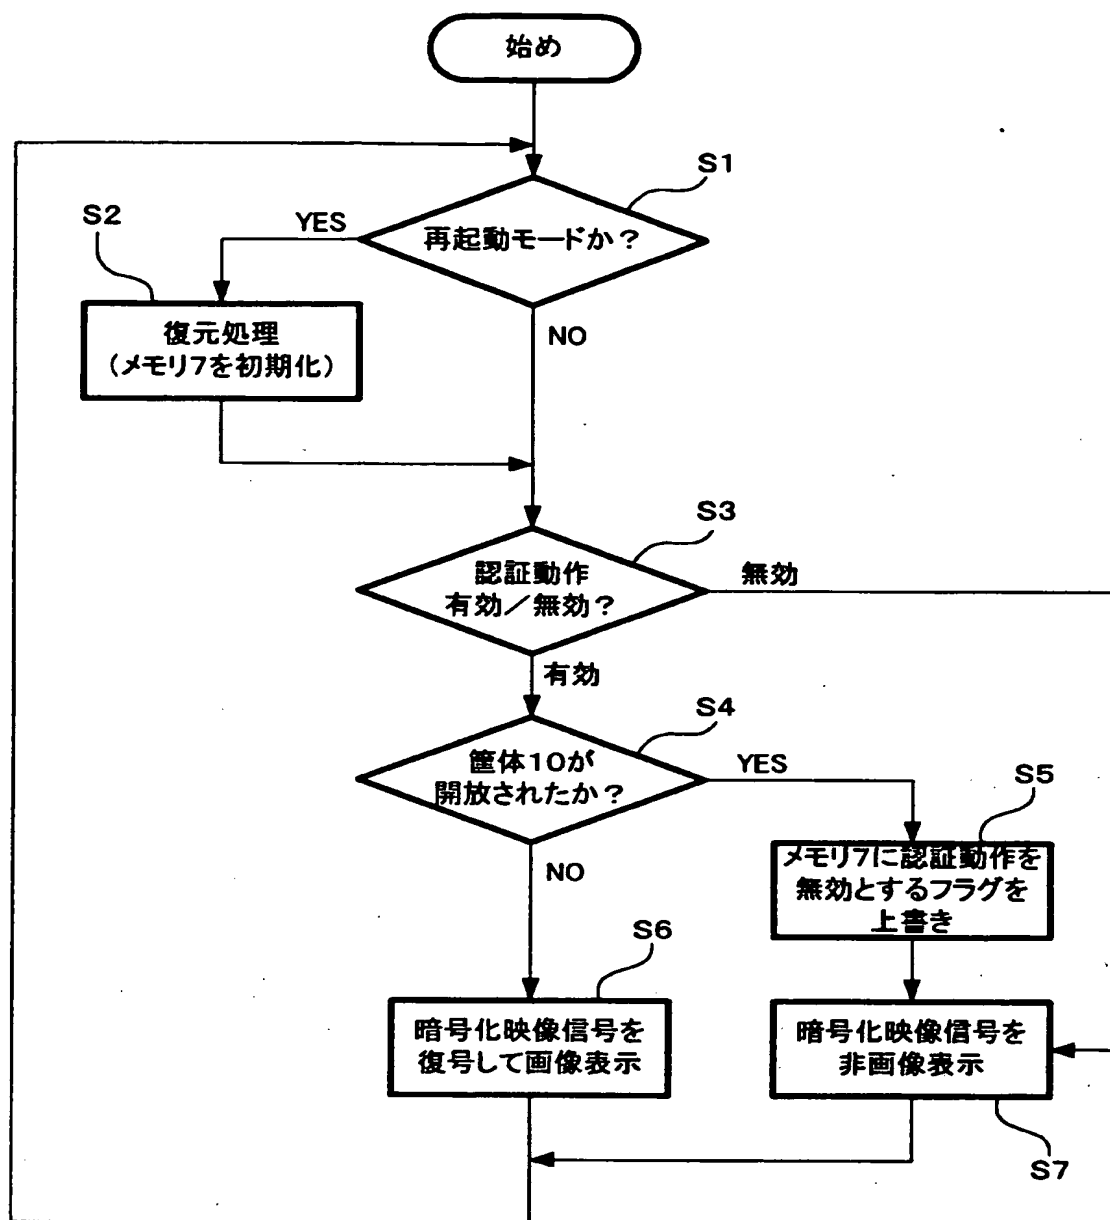 始め
S1
再起動モードか？
YES
S2
復元処理
（メモリ7を初期化）
NO
S3
認証動作
有効／無効？
無効
有効
S4
筐体10が
開放されたか？
YES
S5
メモリ7に認証動作を
無効とするフラグを
上書き
NO
S6
暗号化映像信号を
復号して画像表示
暗号化映像信号を
非画像表示
S7